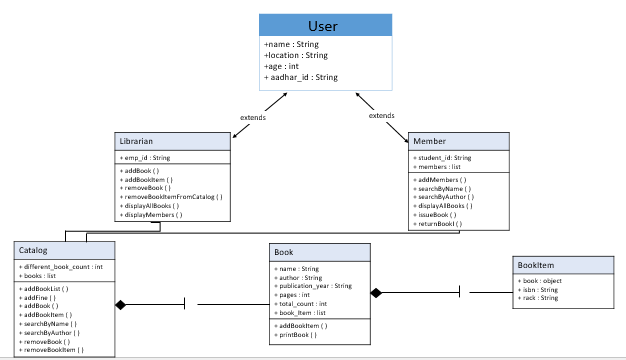 User
+name : String
+location : String
+age : int
+ aadhar_id : String
extends
extends
Librarian
+ emp_id : String
+ addBook ( )
+ addBookItem ( )
+ removeBook ( )
+ removeBookItemFromCatalog ( )
+ displayAllBooks ( )
+ displayMembers ( )
Member
+ student_id: String
+ members : list
+ addMembers ( )
+ searchByName ( )
+ searchByAuthor ( )
+ displayAllBooks ( )
+ issueBook ( )
+ returnBookl ( )
Catalog
+ different_book_count : int
+ books : list
+ addBookList ( )
+ addFine ( )
+ addBook ( )
+ addBookItem ( )
+ searchByName ( )
+ searchByAuthor ( )
+ removeBook ( )
+ removeBookItem ( )
Book
+ name : String
+ author : String
+ publication_year : String
+ pages : int
+ total_count : int
+ book_Item : list
+ addBookItem ( )
+ printBook ( )
BookItem
+ book : object
+ isbn : String
+ rack : String